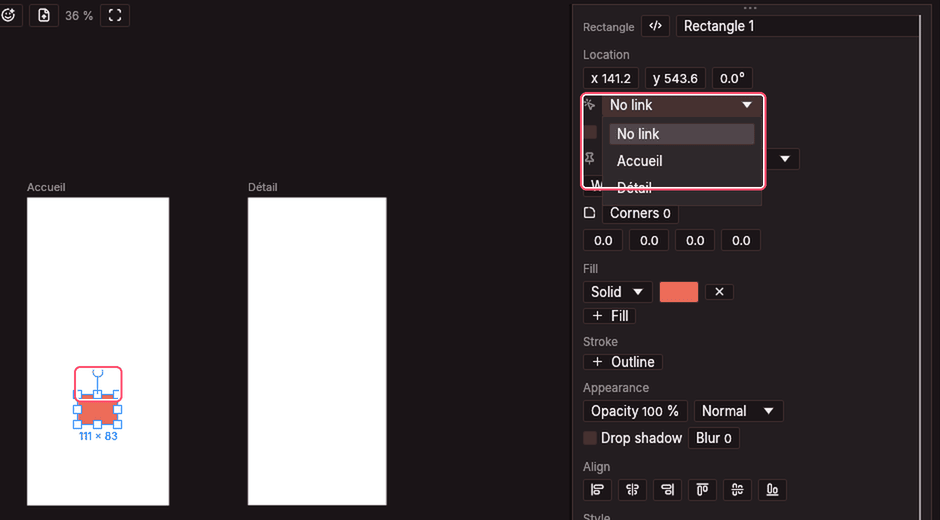 36 %
Rectangle </> Rectangle 1
Location
x 141.2 y 543.6 0.0°
No link
No link
Accueil
Détail
W
Corners 0
0.0 0.0 0.0 0.0
Fill
Solid
+ Fill
Stroke
+ Outline
Appearance
Opacity 100 % Normal
Drop shadow Blur 0
Align
Style
Accueil
Détail
111 × 83